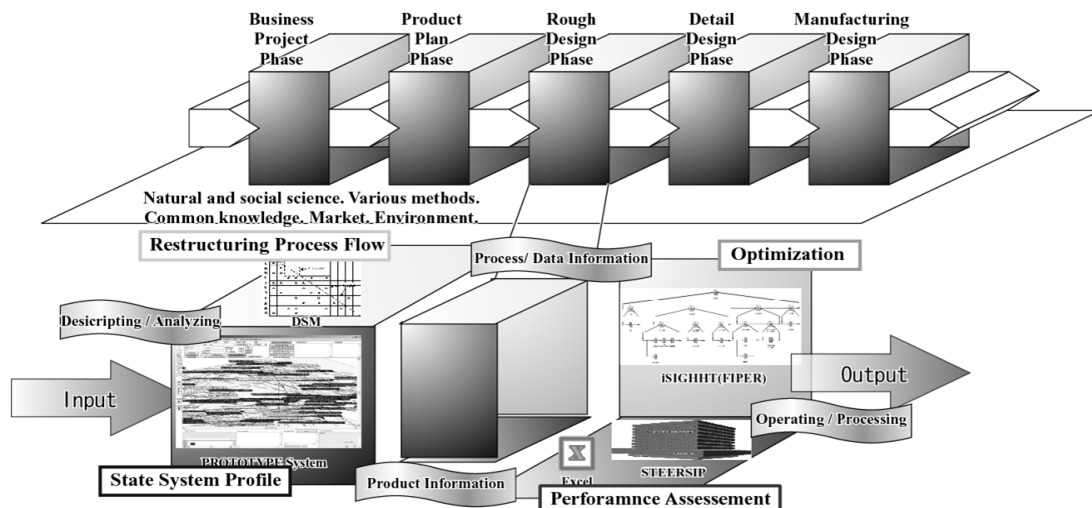 Business
Project
Phase
Product
Plan
Phase
Rough
Design
Phase
Detail
Design
Phase
Manufacturing
Design
Phase
Natural and social science. Various methods.
Common knowledge. Market. Environment.
Restructuring Process Flow
Process/ Data Information
Optimization
Desicripting / Analyzing
DSM
iSIGHHT(FIPER)
Input
Output
Operating / Processing
PROTOTYPE System
State System Profile
Product Information
Excel
STEERSIP
Perforamnce Assessement